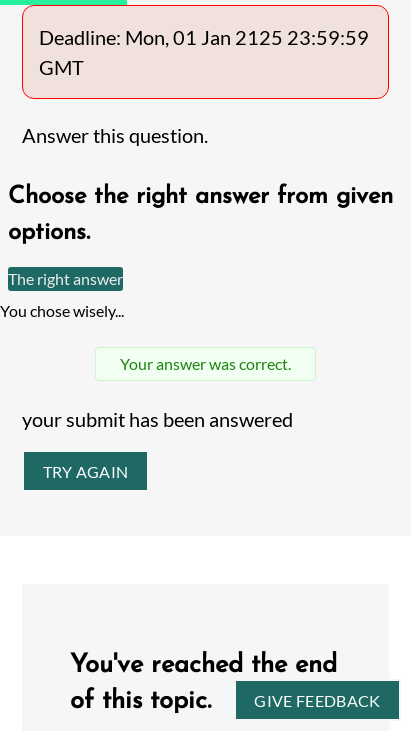 Deadline: Mon, 01 Jan 2125 23:59:59
GMT
Answer this question.
Choose the right answer from given
options.
The right answer
You chose wisely...
Your answer was correct.
your submit has been answered
TRY AGAIN
You've reached the end
of this topic.
GIVE FEEDBACK